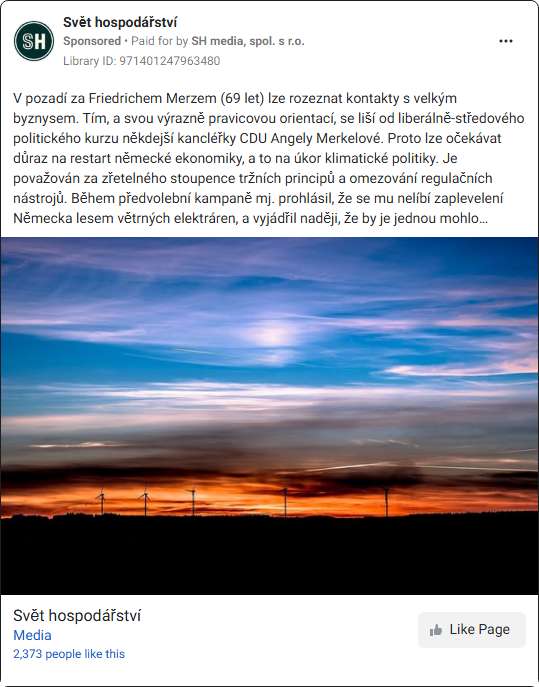 SH
Svět hospodářství
Sponsored • Paid for by SH media, spol. s r.o.
Library ID: 971401247963480
V pozadí za Friedrichem Merzem (69 let) lze rozeznat kontakty s velkým
byznysem. Tím, a svou výrazně pravicovou orientací, se liší od liberálně-středového
politického kurzu někdejší kancléřky CDU Angely Merkelové. Proto lze očekávat
důraz na restart německé ekonomiky, a to na úkor klimatické politiky. Je
považován za zřetelného stoupence tržních principů a omezování regulačních
nástrojů. Během předvolební kampaně mj. prohlásil, že se mu nelíbí zaplevelení
Německa lesem větrných elektráren, a vyjádřil naději, že by je jednou mohlo…
Svět hospodářství
Media
2,373 people like this
Like Page